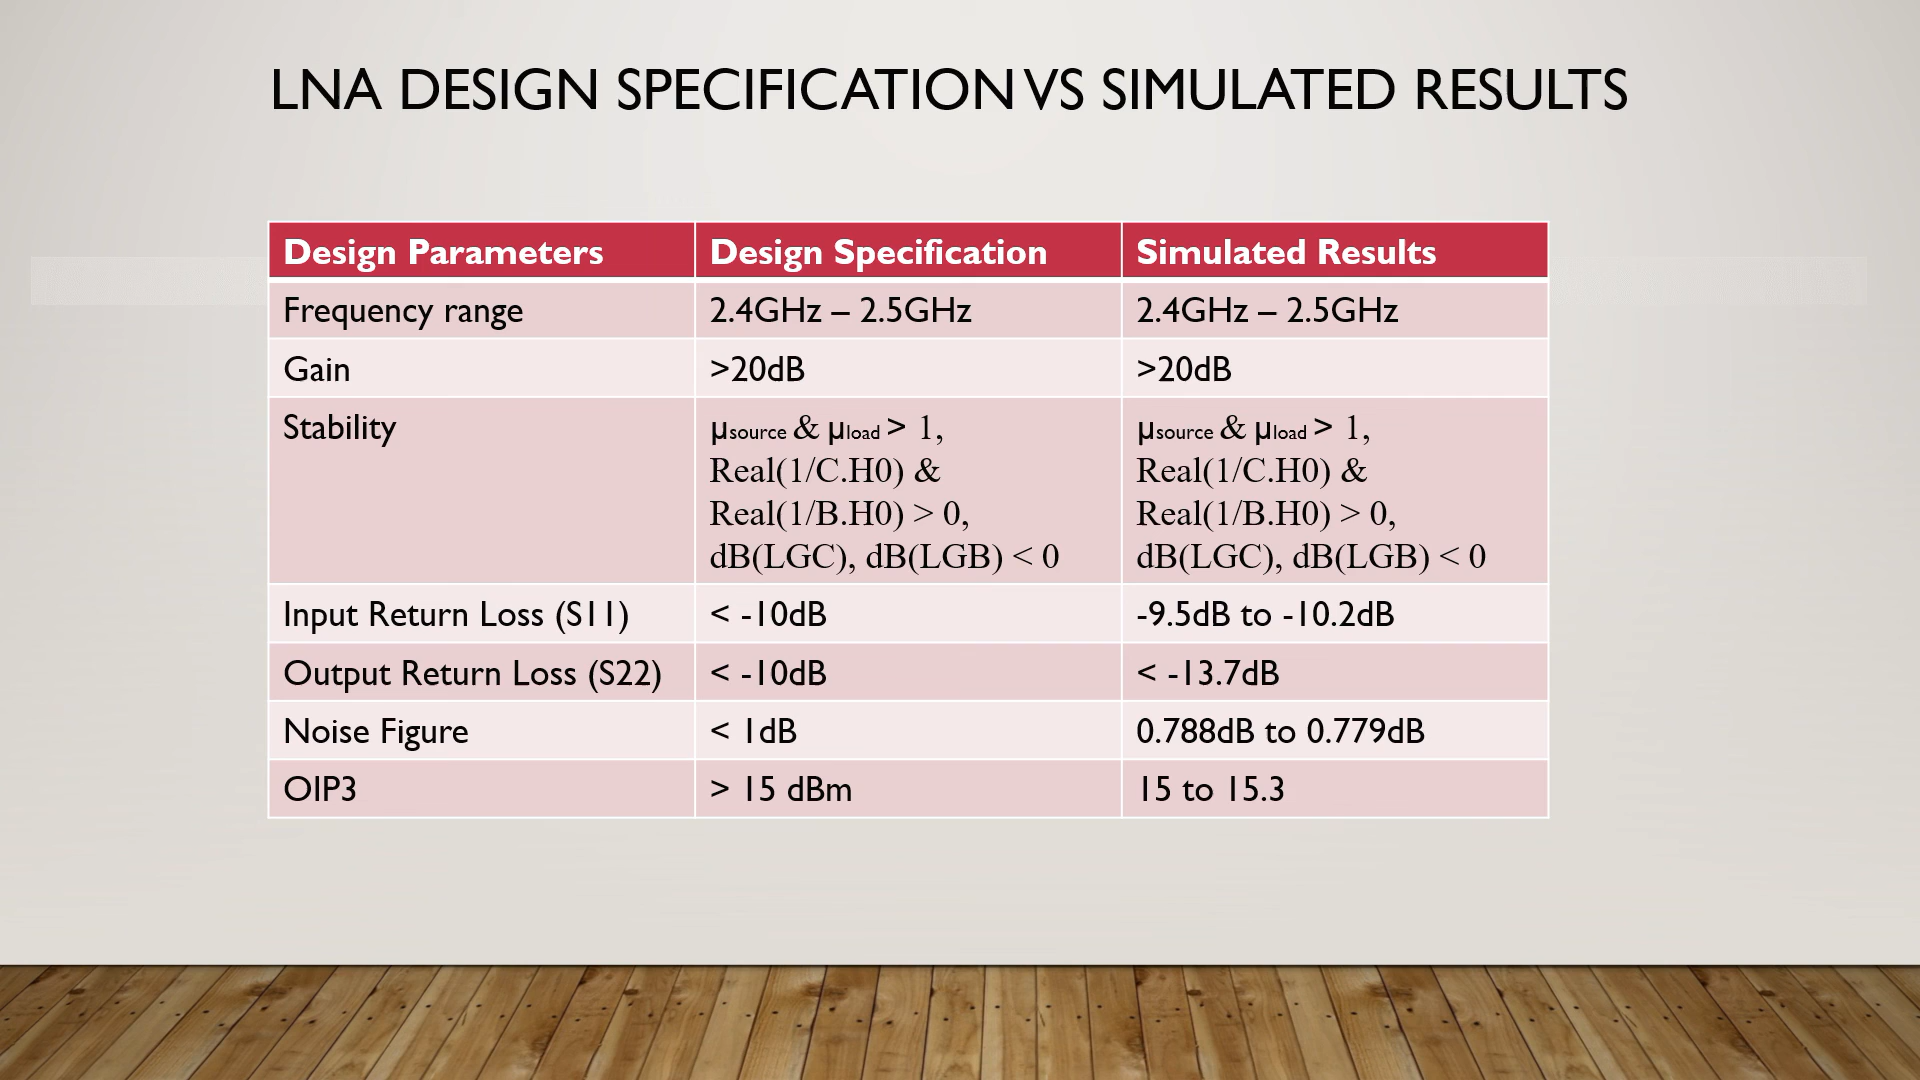 LNA DESIGN SPECIFICATION VS SIMULATED RESULTS
Design Parameters Design Specification Simulated Results
Frequency range 2.4GHz – 2.5GHz 2.4GHz – 2.5GHz
Gain >20dB >20dB
Stability μsource & μload > 1, μsource & μload > 1,
Real(1/C.H0) & Real(1/C.H0) &
Real(1/B.H0) > 0, Real(1/B.H0) > 0,
dB(LGC), dB(LGB) < 0 dB(LGC), dB(LGB) < 0
Input Return Loss (S11) < -10dB -9.5dB to -10.2dB
Output Return Loss (S22) < -10dB < -13.7dB
Noise Figure < 1dB 0.788dB to 0.779dB
OIP3 > 15 dBm 15 to 15.3